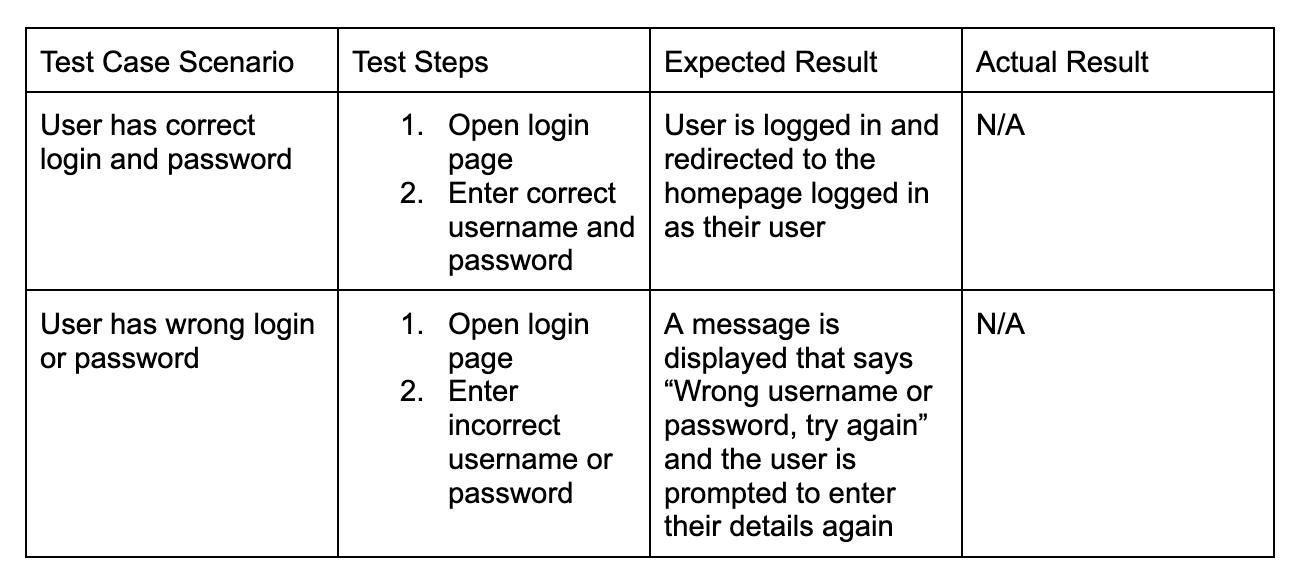 Test Case Scenario
Test Steps
Expected Result
Actual Result
User has correct
login and password
1. Open login
page
2. Enter correct
username and
password
User is logged in and
redirected to the
homepage logged in
as their user
N/A
User has wrong login
or password
1. Open login
page
2. Enter
incorrect
username or
password
A message is
displayed that says
“Wrong username or
password, try again”
and the user is
prompted to enter
their details again
N/A